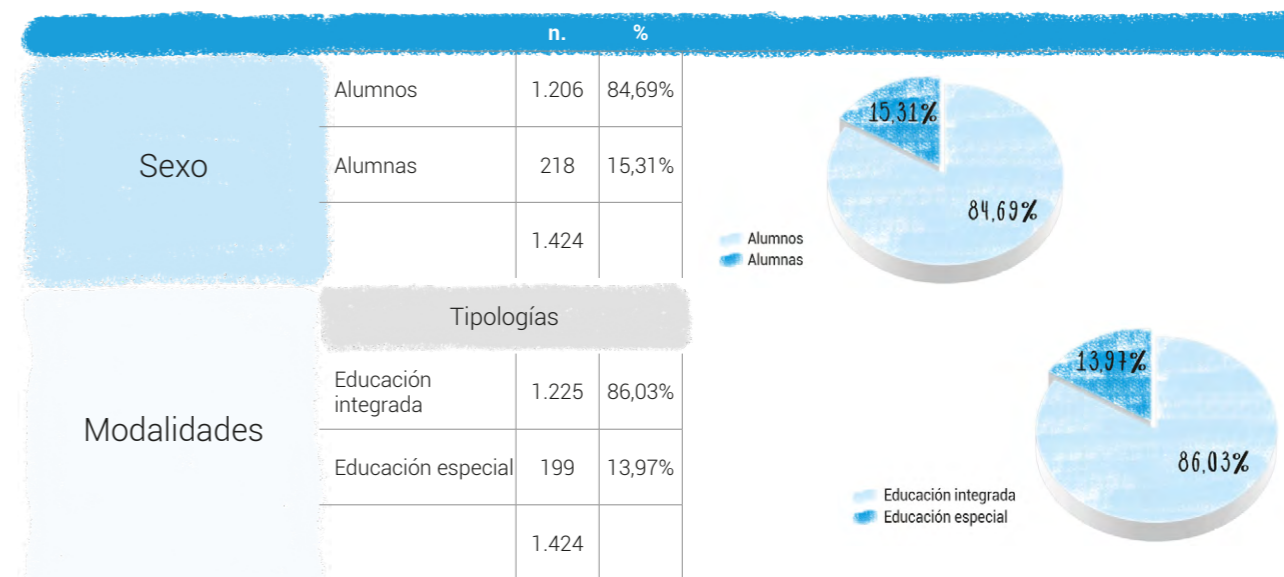 n. %
Sexo
Alumnos 1.206 84,69%
Alumnas 218 15,31%
1.424
15,31%
84,69%
Alumnos
Alumnas
Modalidades
Tipologías
Educación
integrada 1.225 86,03%
Educación especial 199 13,97%
1.424
13,97%
86,03%
Educación integrada
Educación especial